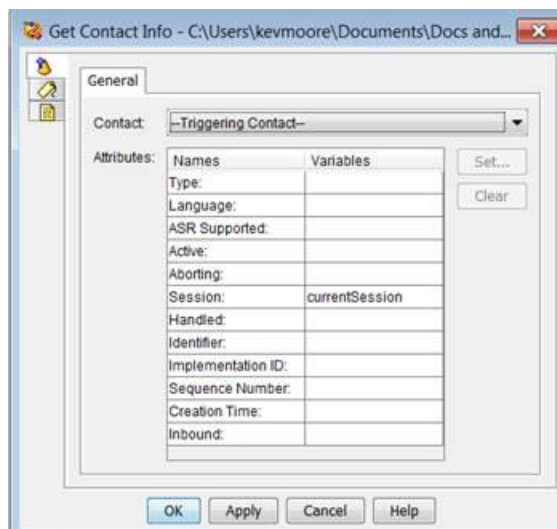 Get Contact Info - C:\Users\kevmoore\Documents\Docs and...
General
Contact: --Triggering Contact--
Attributes: Names Variables Set...
Type:
Clear
Language:
ASR Supported:
Active:
Aborting:
Session: currentSession
Handled:
Identifier:
Implementation ID:
Sequence Number:
Creation Time:
Inbound:
OK Apply Cancel Help